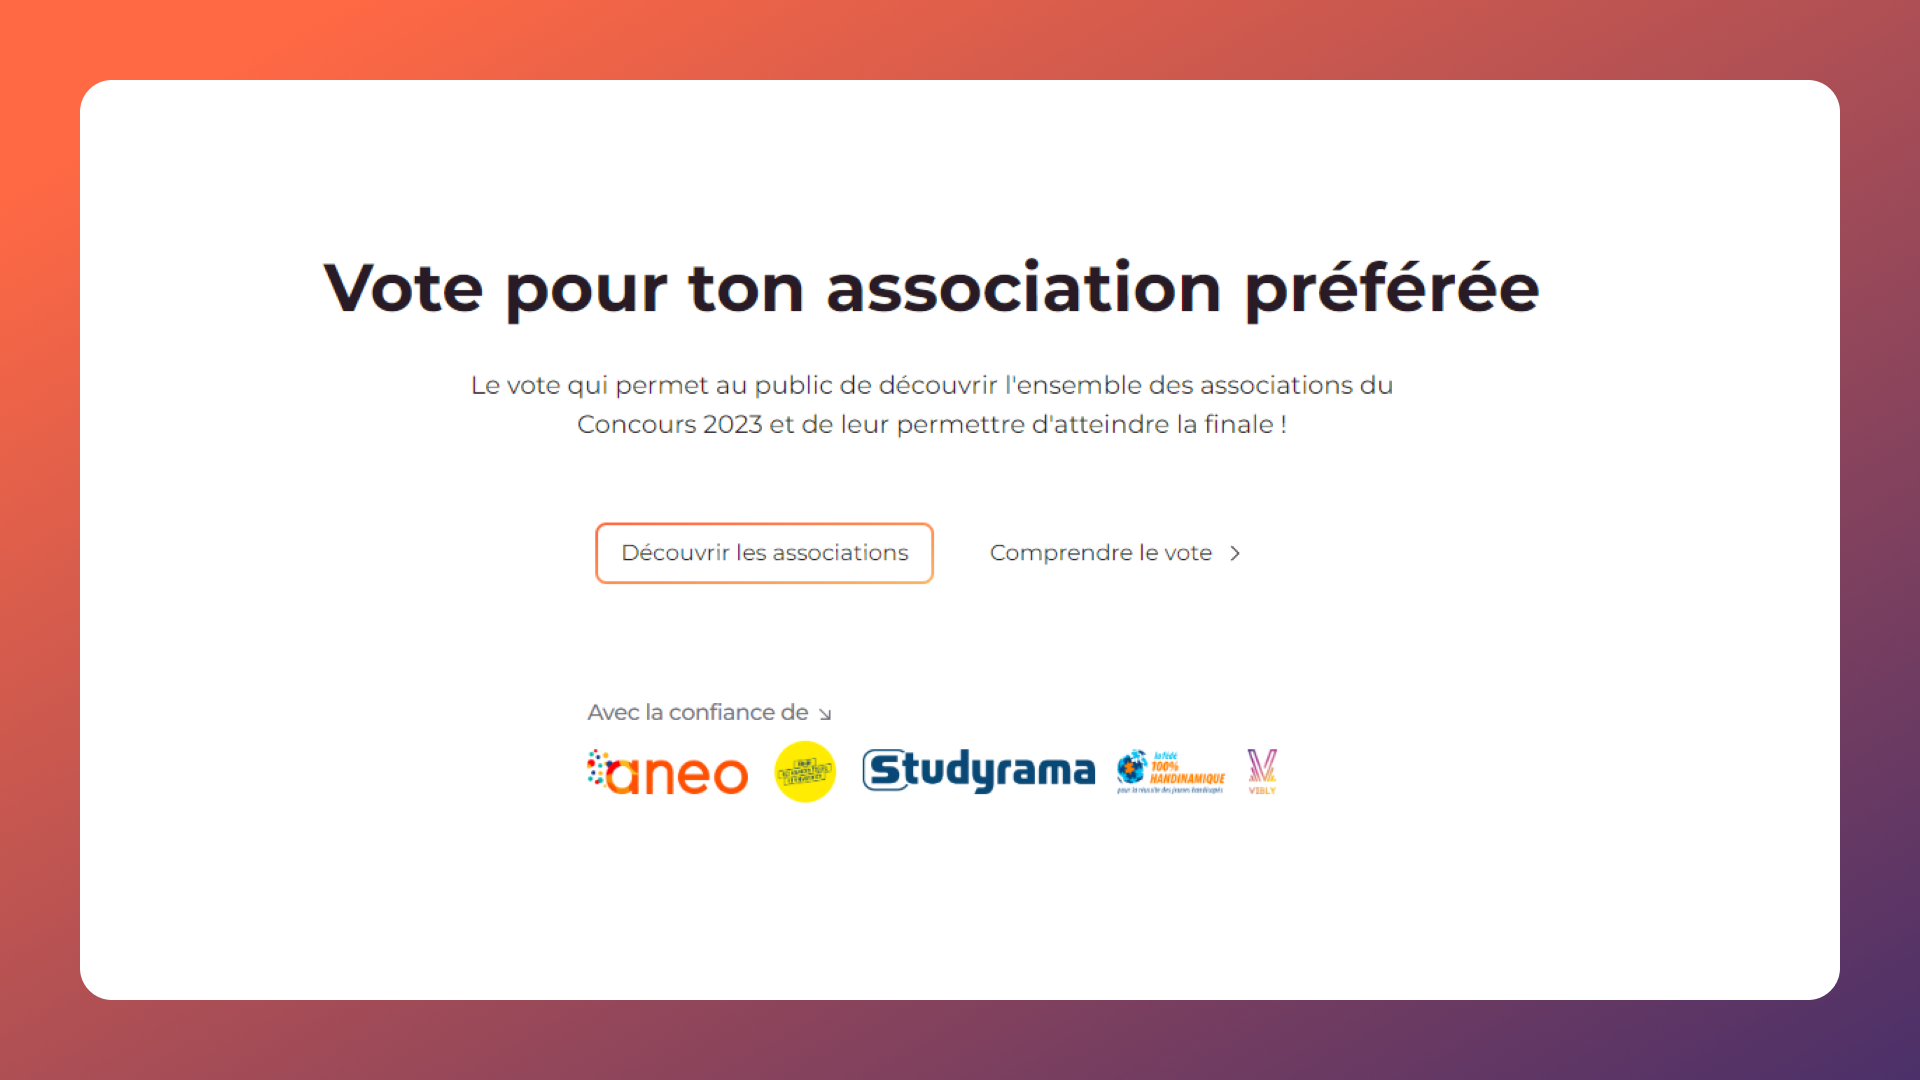 Vote pour ton association préférée
Le vote qui permet au public de découvrir l'ensemble des associations du
Concours 2023 et de leur permettre d'atteindre la finale !
Découvrir les associations
Comprendre le vote
Avec la confiance de
aneo
Studyrama
la fédé
100%
HANDINAMIQUE
pour la réussite des jeunes handicapés
VIBLY